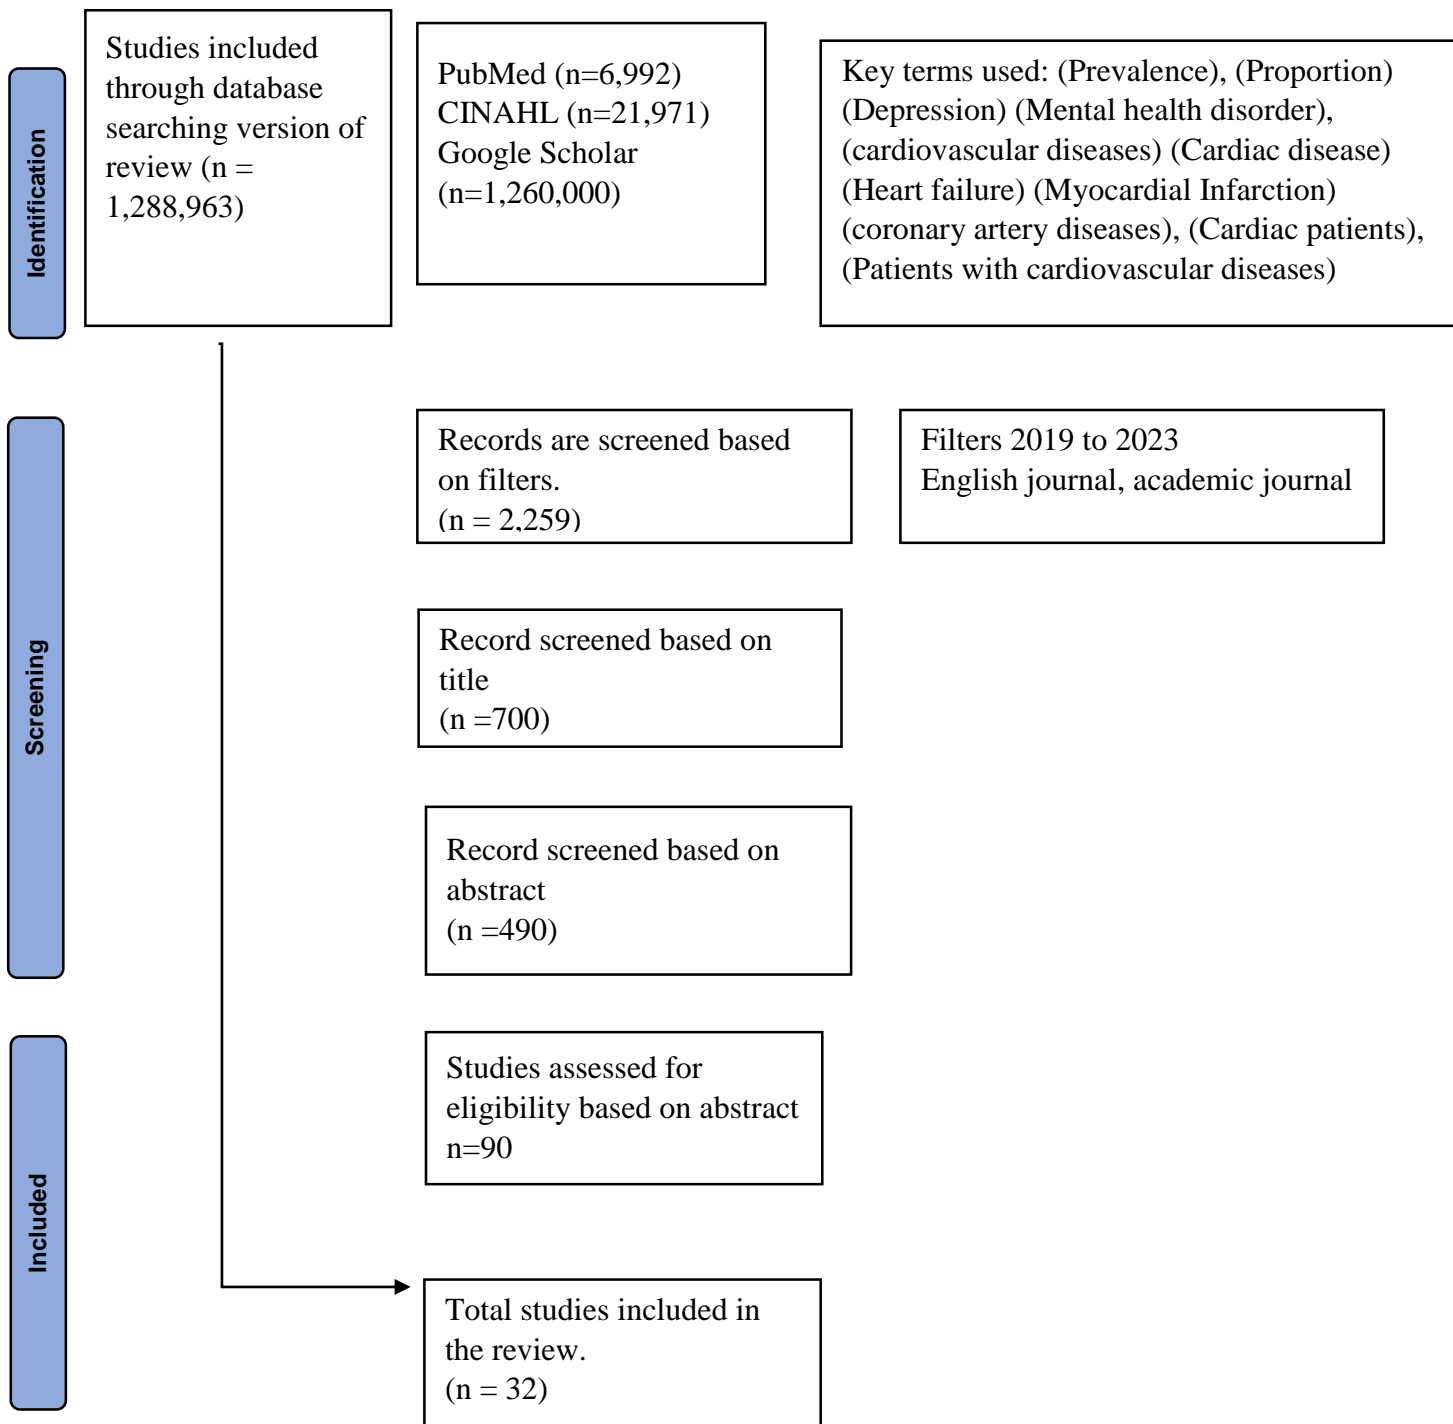 Identification
Studies included
through database
searching version of
review (n =
1,288,963)
PubMed (n=6,992)
CINAHL (n=21,971)
Google Scholar
(n=1,260,000)
Key terms used: (Prevalence), (Proportion)
(Depression) (Mental health disorder),
(cardiovascular diseases) (Cardiac disease)
(Heart failure) (Myocardial Infarction)
(coronary artery diseases), (Cardiac patients),
(Patients with cardiovascular diseases)
Screening
Records are screened based
on filters.
(n = 2,259)
Filters 2019 to 2023
English journal, academic journal
Record screened based on
title
(n =700)
Record screened based on
abstract
(n =490)
Included
Studies assessed for
eligibility based on abstract
n=90
Total studies included in
the review.
(n = 32)